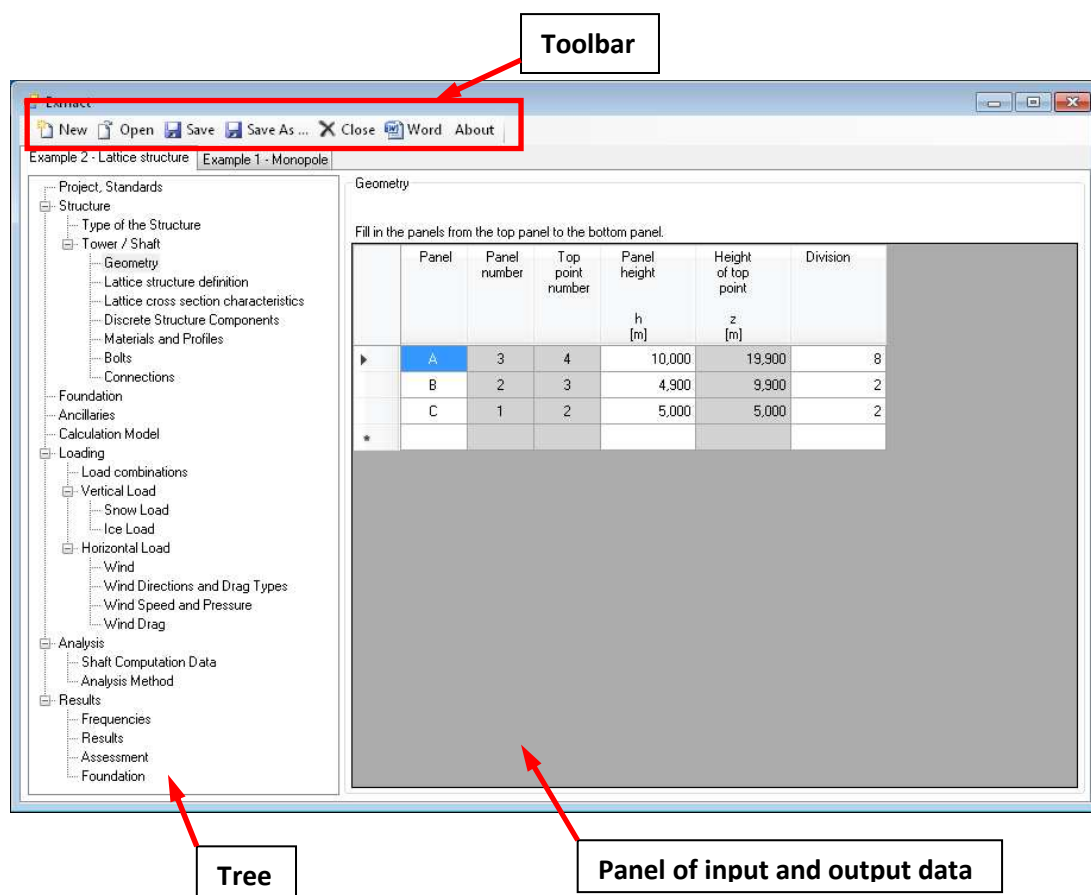 Toolbar
New Open Save Save As ... Close Word About
Example 2 - Lattice structure Example 1 - Monopole
Project, Standards
Structure
Type of the Structure
Tower / Shaft
Geometry
Lattice structure definition
Lattice cross section characteristics
Discrete Structure Components
Materials and Profiles
Bolts
Connections
Foundation
Ancillaries
Calculation Model
Loading
Load combinations
Vertical Load
Snow Load
Ice Load
Horizontal Load
Wind
Wind Directions and Drag Types
Wind Speed and Pressure
Wind Drag
Analysis
Shaft Computation Data
Analysis Method
Results
Frequencies
Results
Assessment
Foundation
Geometry
Fill in the panels from the top panel to the bottom panel.
Panel Panel Top Panel Height Division
number point height of top
number point
h z
[m] [m]
A 3 4 10,000 19,900 8
B 2 3 4,900 9,900 2
C 1 2 5,000 5,000 2
*
Tree
Panel of input and output data